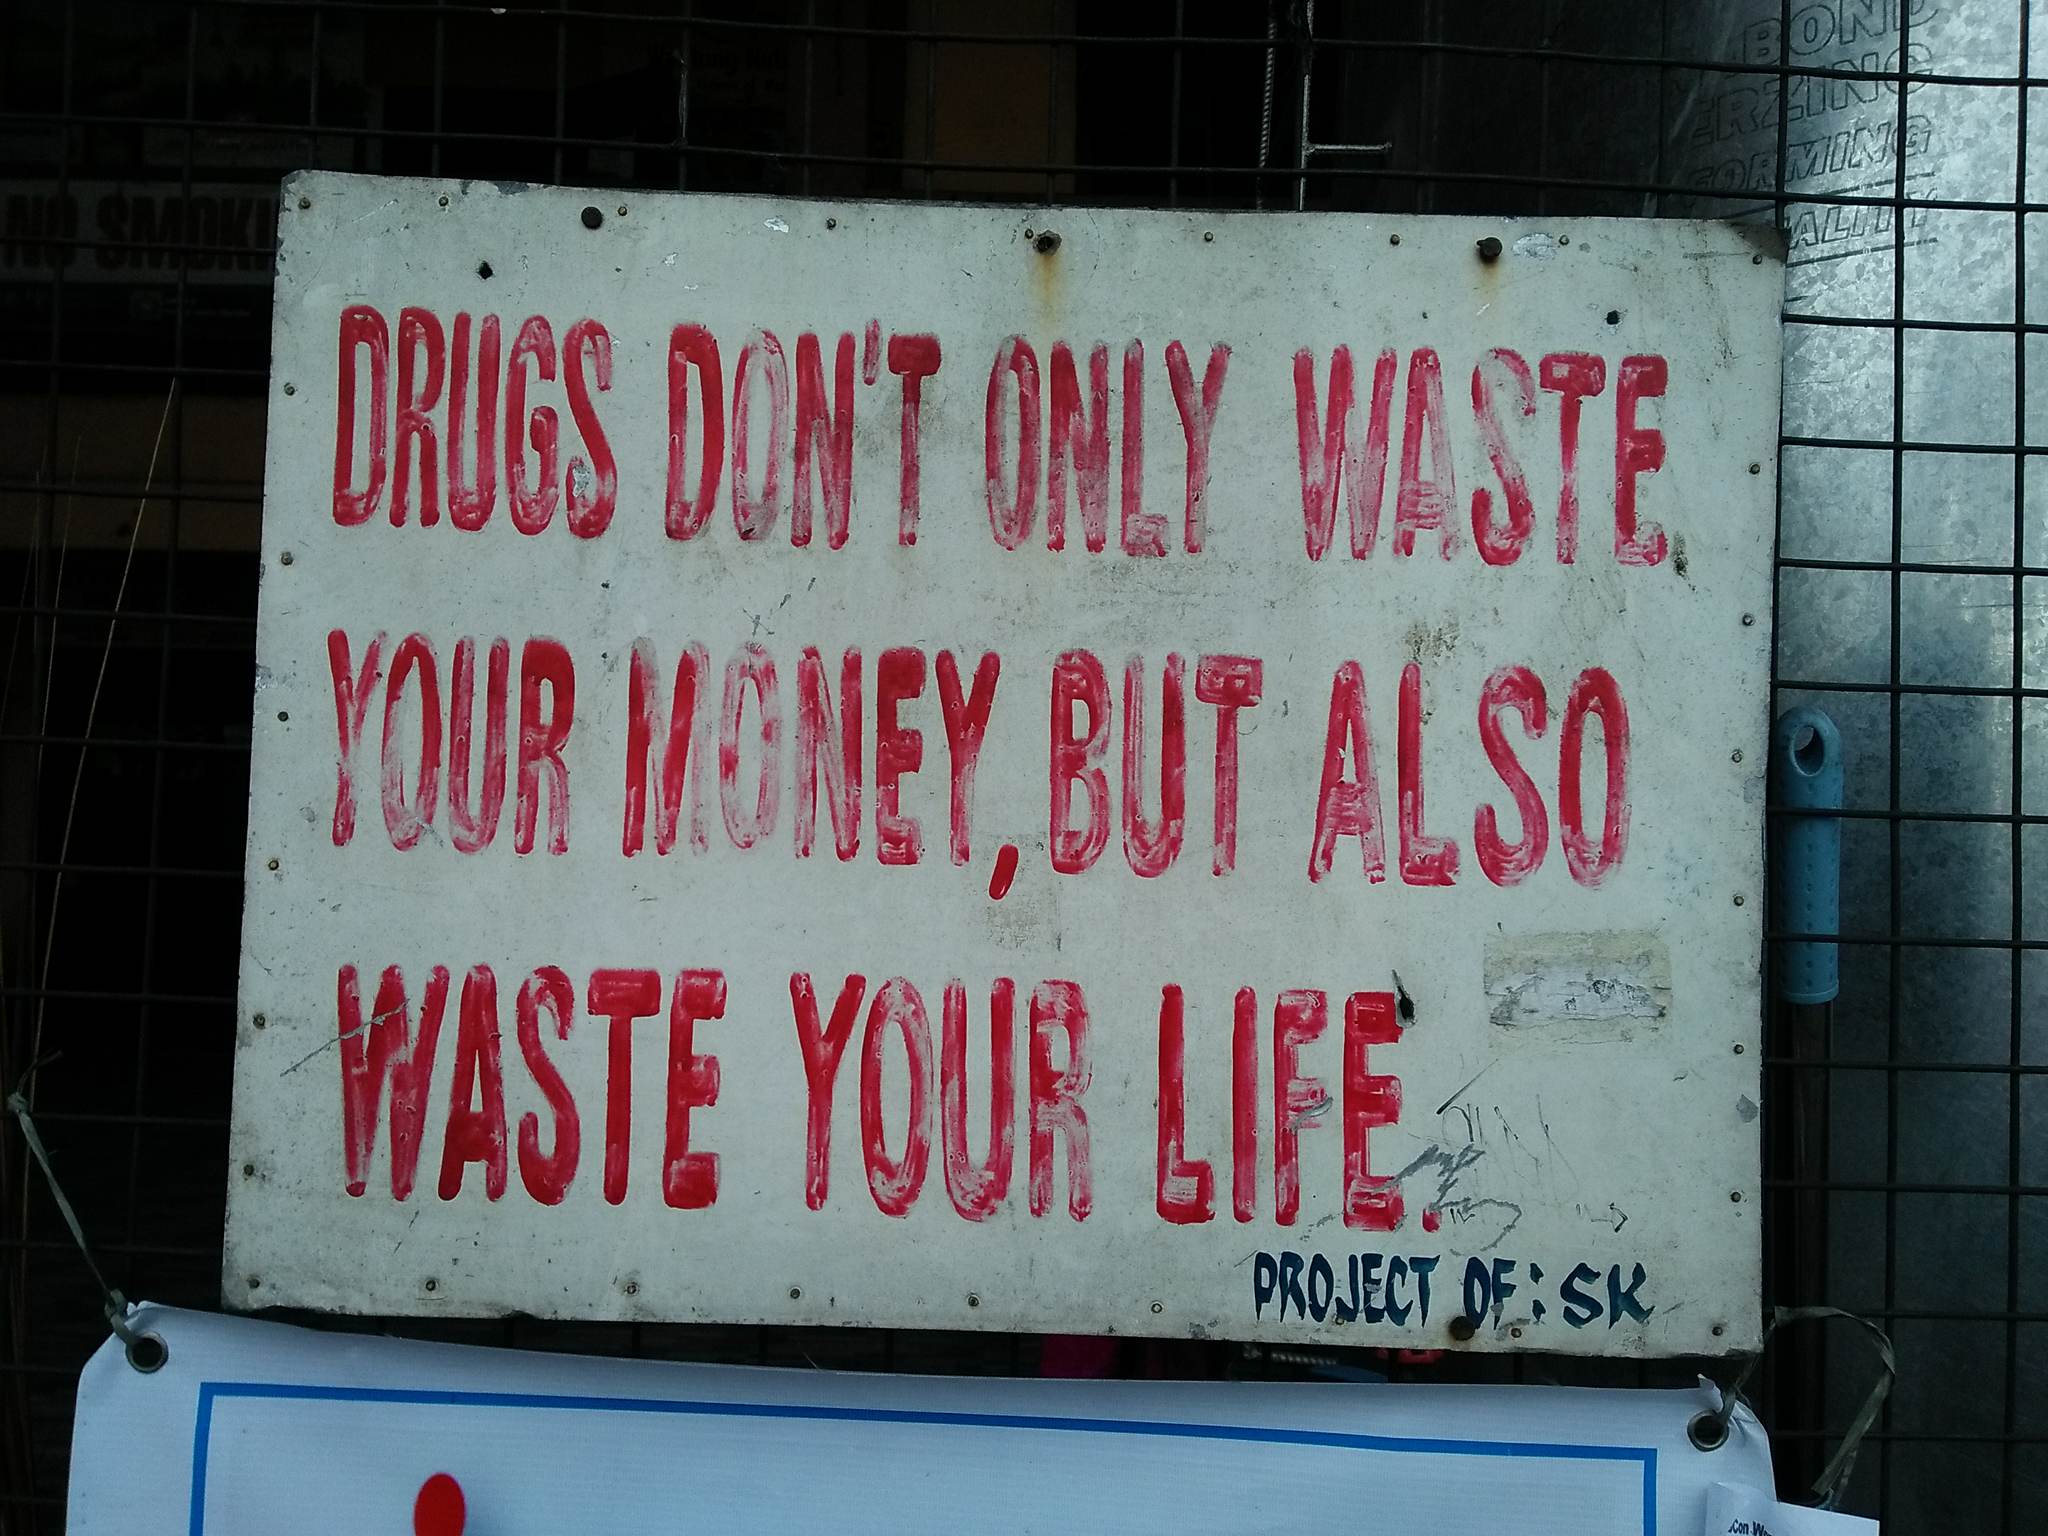 BOND
ERZING
FORMING
ALITY
NO SMOKI
DRUGS DON'T ONLY WASTE
YOUR MONEY, BUT ALSO
WASTE YOUR LIFE.
PROJECT OF: SK